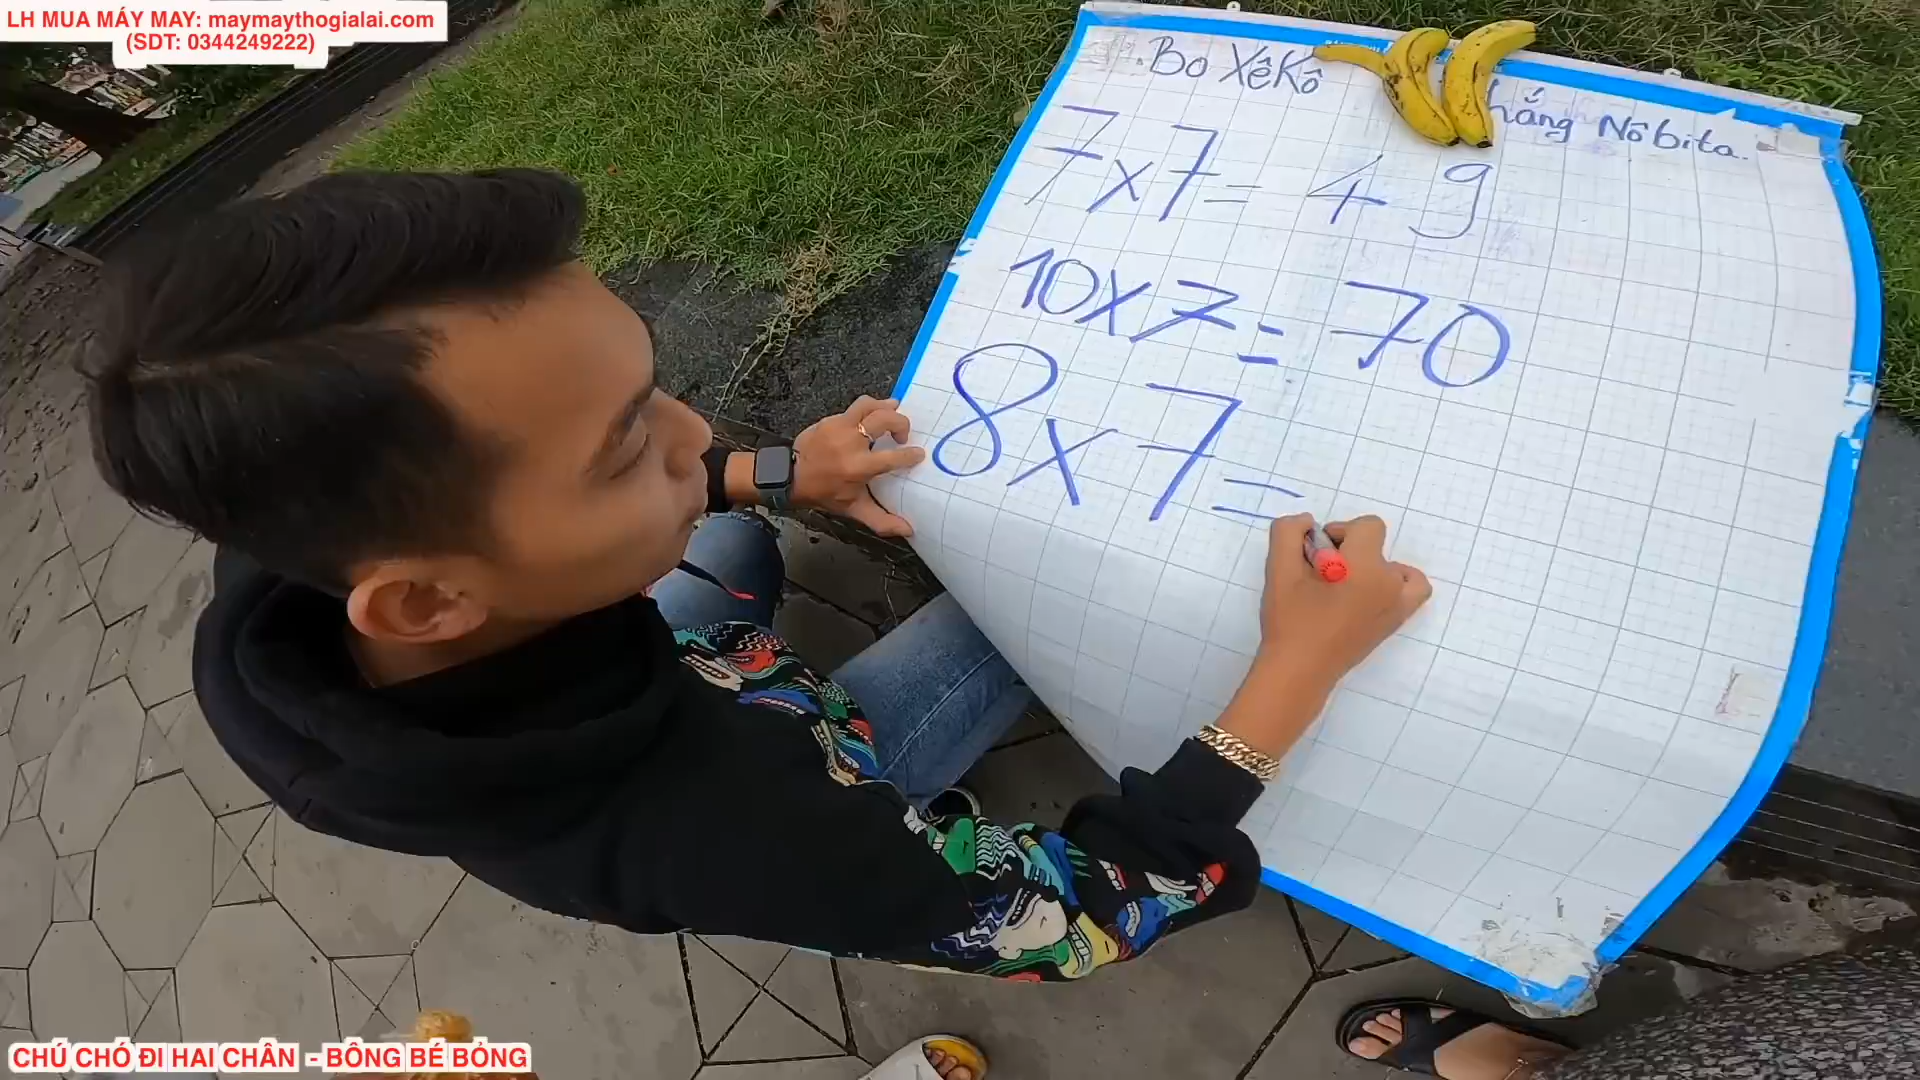 LH MUA MÁY MAY: maymaythogialai.com
(SDT: 0344249222)
Bo XêKô
hắng Nôbita.
7x7= 49
10x7= 70
8x7=
CHÚ CHÓ ĐI HAI CHÂN - BÔNG BÉ BỎNG